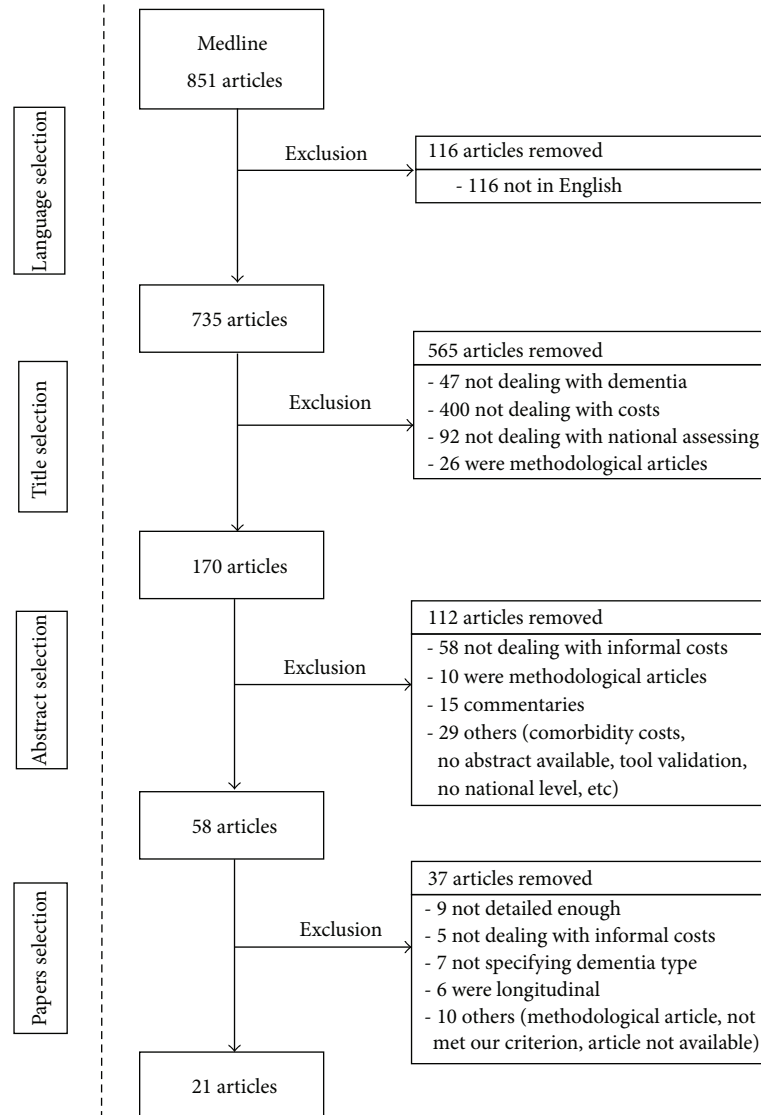 Medline
851 articles
Language selection
Exclusion
116 articles removed
- 116 not in English
735 articles
Title selection
Exclusion
565 articles removed
- 47 not dealing with dementia
- 400 not dealing with costs
- 92 not dealing with national assessing
- 26 were methodological articles
170 articles
Abstract selection
Exclusion
112 articles removed
- 58 not dealing with informal costs
- 10 were methodological articles
- 15 commentaries
- 29 others (comorbidity costs,
no abstract available, tool validation,
no national level, etc)
58 articles
Papers selection
Exclusion
37 articles removed
- 9 not detailed enough
- 5 not dealing with informal costs
- 7 not specifying dementia type
- 6 were longitudinal
- 10 others (methodological article, not
met our criterion, article not available)
21 articles